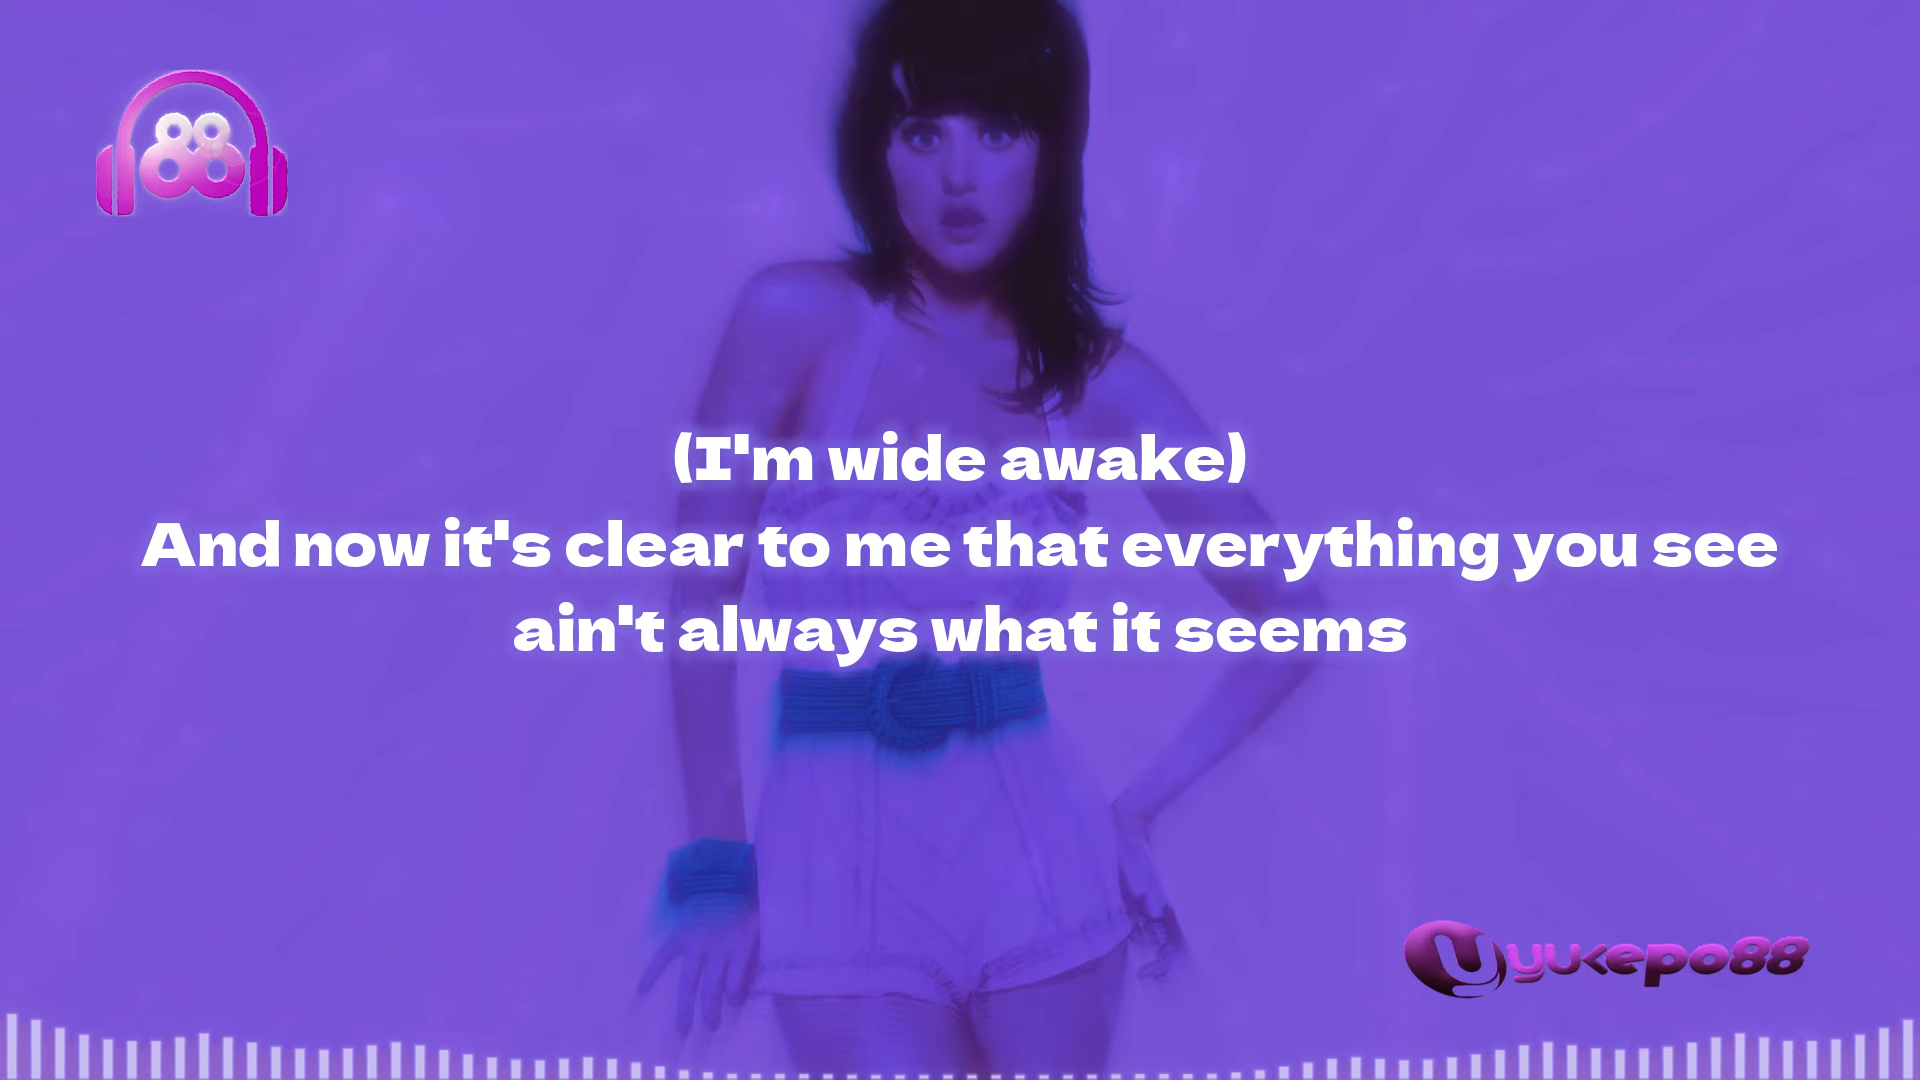 88
(I'm wide awake)
And now it's clear to me that everything you see
ain't always what it seems
yukepo88